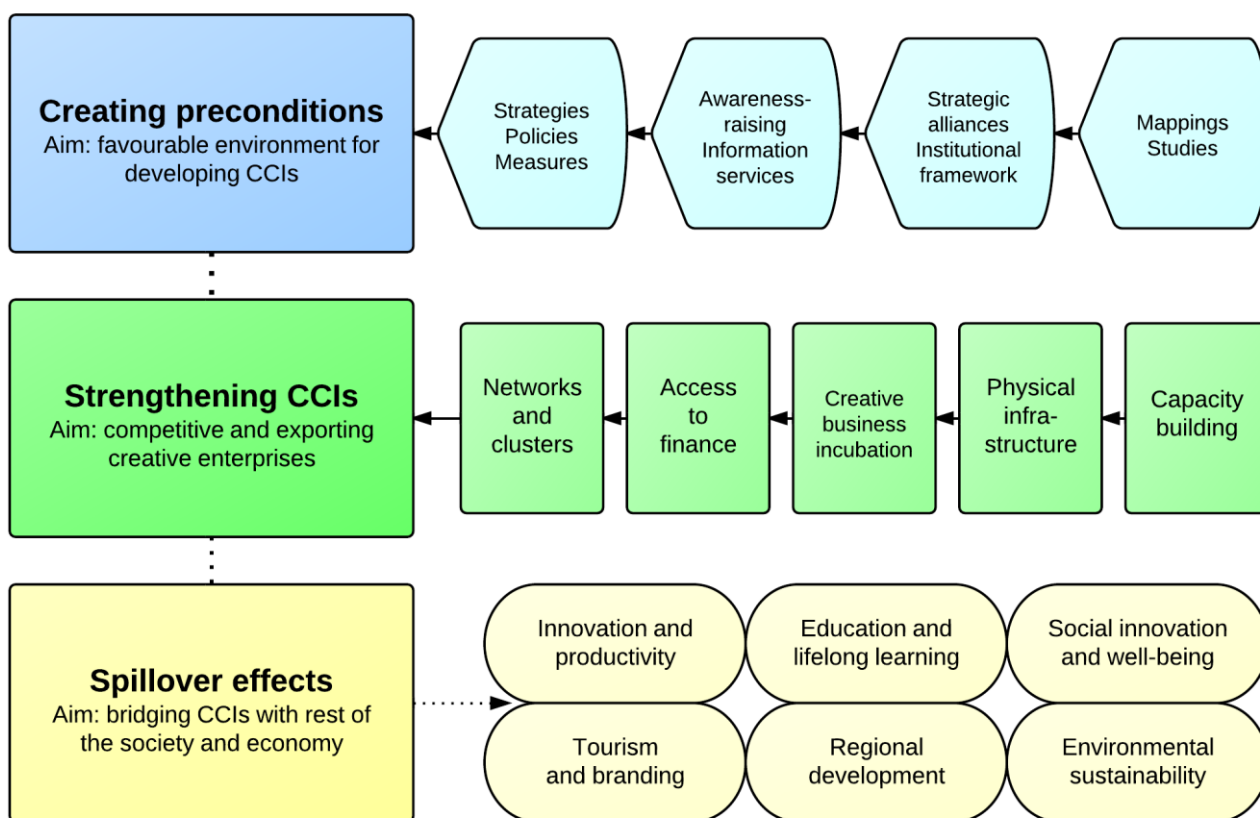 Creating preconditions
Aim: favourable environment for
developing CCIs
Strategies
Policies
Measures
Awareness-
raising
Information
services
Strategic
alliances
Institutional
framework
Mappings
Studies
Strengthening CCIs
Aim: competitive and exporting
creative enterprises
Networks
and
clusters
Access
to
finance
Creative
business
incubation
Physical
infra-
structure
Capacity
building
Spillover effects
Aim: bridging CCIs with rest of
the society and economy
Innovation and
productivity
Education and
lifelong learning
Social innovation
and well-being
Tourism
and branding
Regional
development
Environmental
sustainability